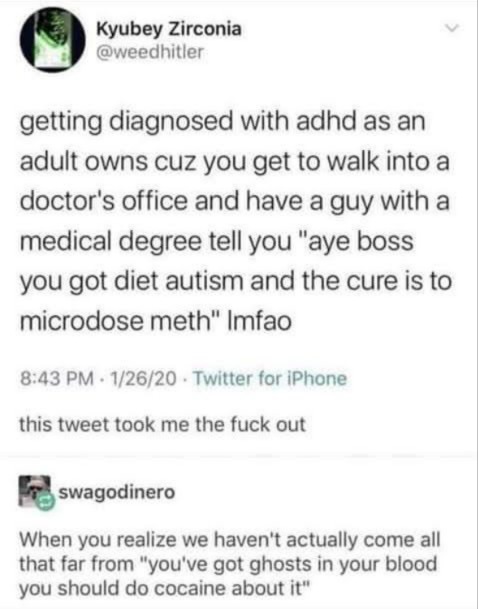 Kyubey Zirconia
@weedhitler
getting diagnosed with adhd as an
adult owns cuz you get to walk into a
doctor's office and have a guy with a
medical degree tell you "aye boss
you got diet autism and the cure is to
microdose meth" lmfao
8:43 PM · 1/26/20 · Twitter for iPhone
this tweet took me the fuck out
swagodinero
When you realize we haven't actually come all
that far from "you've got ghosts in your blood
you should do cocaine about it"